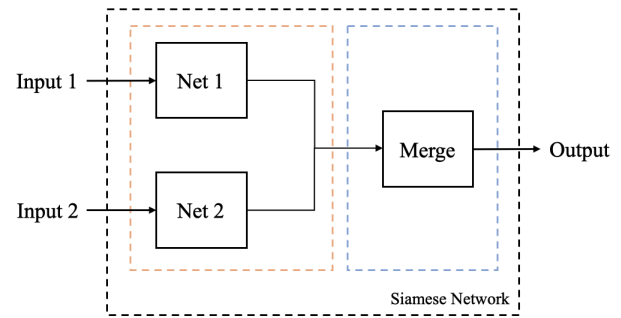 Input 1
Net 1
Merge
Output
Input 2
Net 2
Siamese Network